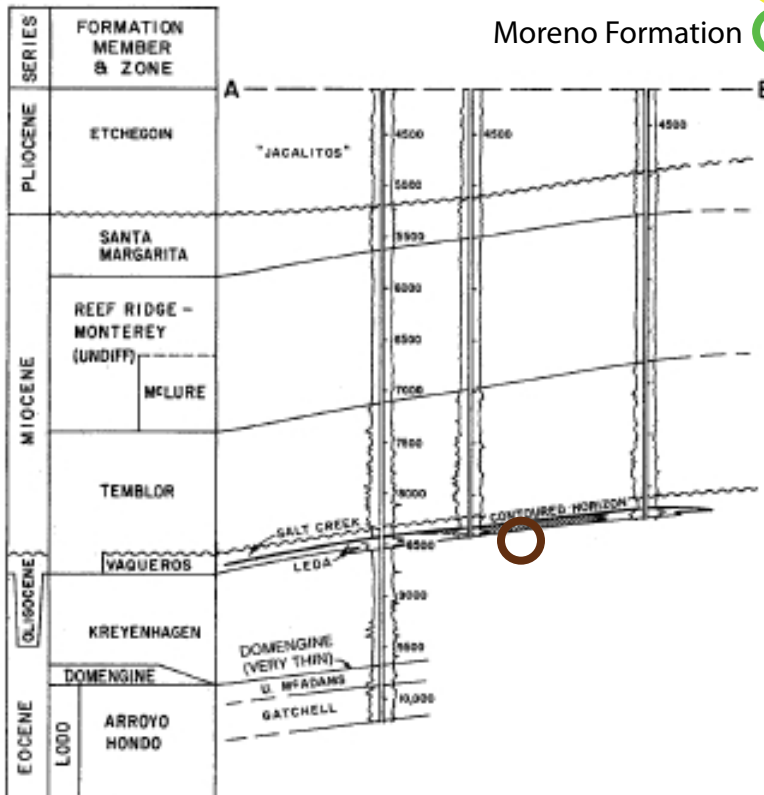 Moreno Formation
SERIES
FORMATION
MEMBER
& ZONE
A
PLIOCENE
ETCHEGOIN
"JACALITOS"
4500
4500
4500
5500
SANTA
MARGARITA
5500
MIOCENE
REEF RIDGE -
MONTEREY
(UNDIFF)
McLURE
6000
6500
7000
7500
TEMBLOR
8000
SALT CREEK
CONTOURED HORIZON
VAQUEROS
LEDA
8500
OLIGOCENE
KREYENHAGEN
9000
DOMENGINE
(VERY THIN)
9500
DOMENGINE
U. McADAMS
10,000
GATCHELL
EOCENE
LODO
ARROYO
HONDO